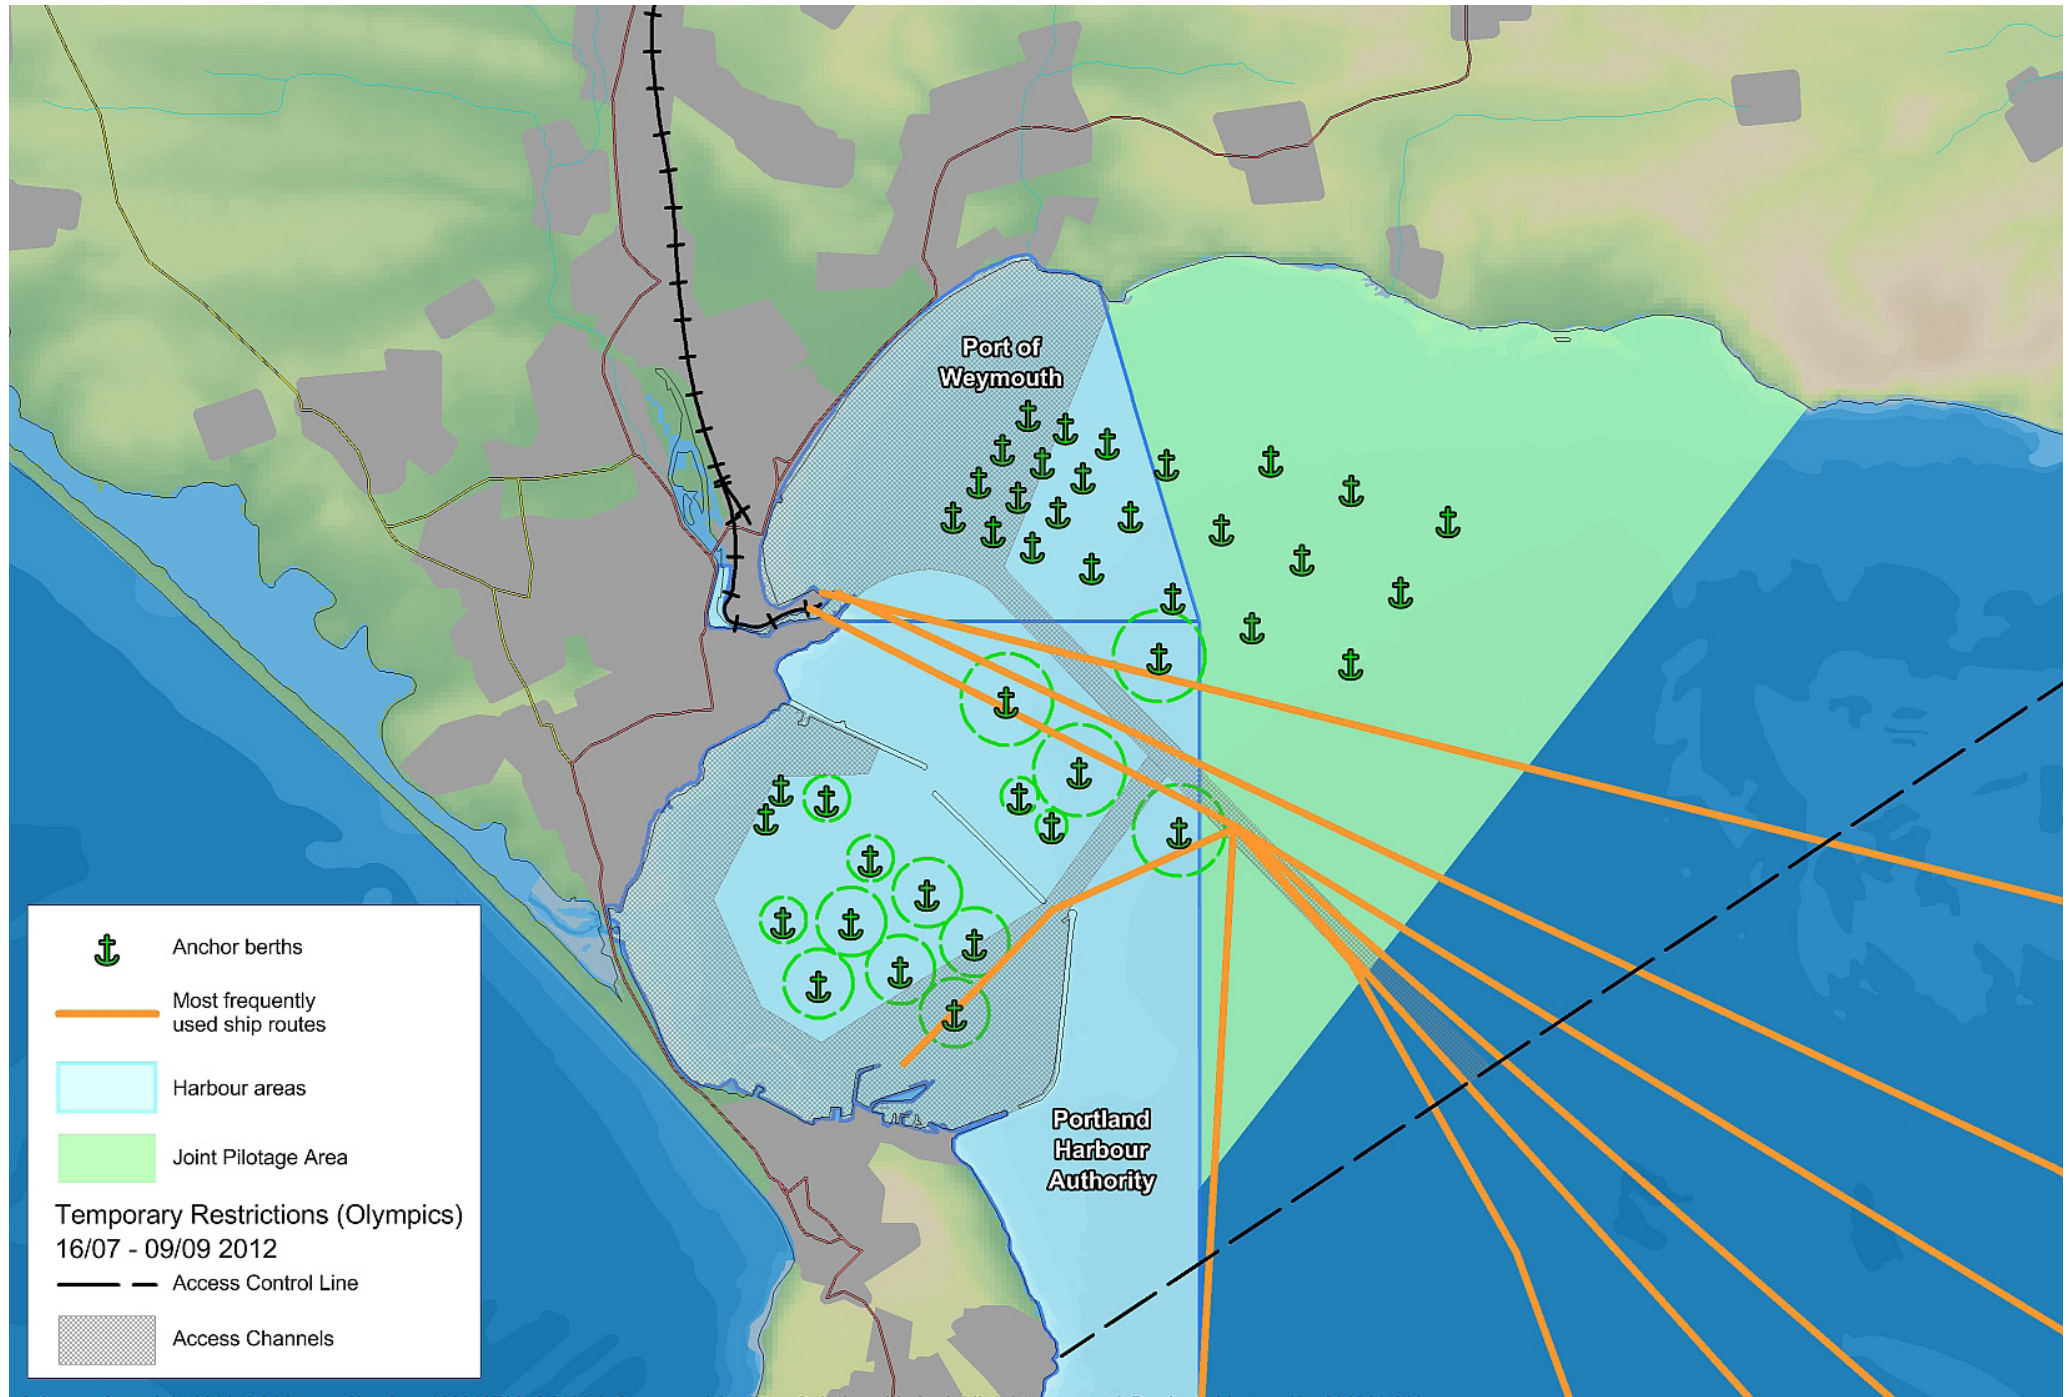 Port of
Weymouth
Portland
Harbour
Authority
Anchor berths
Most frequently
used ship routes
Harbour areas
Joint Pilotage Area
Temporary Restrictions (Olympics)
16/07 - 09/09 2012
Access Control Line
Access Channels